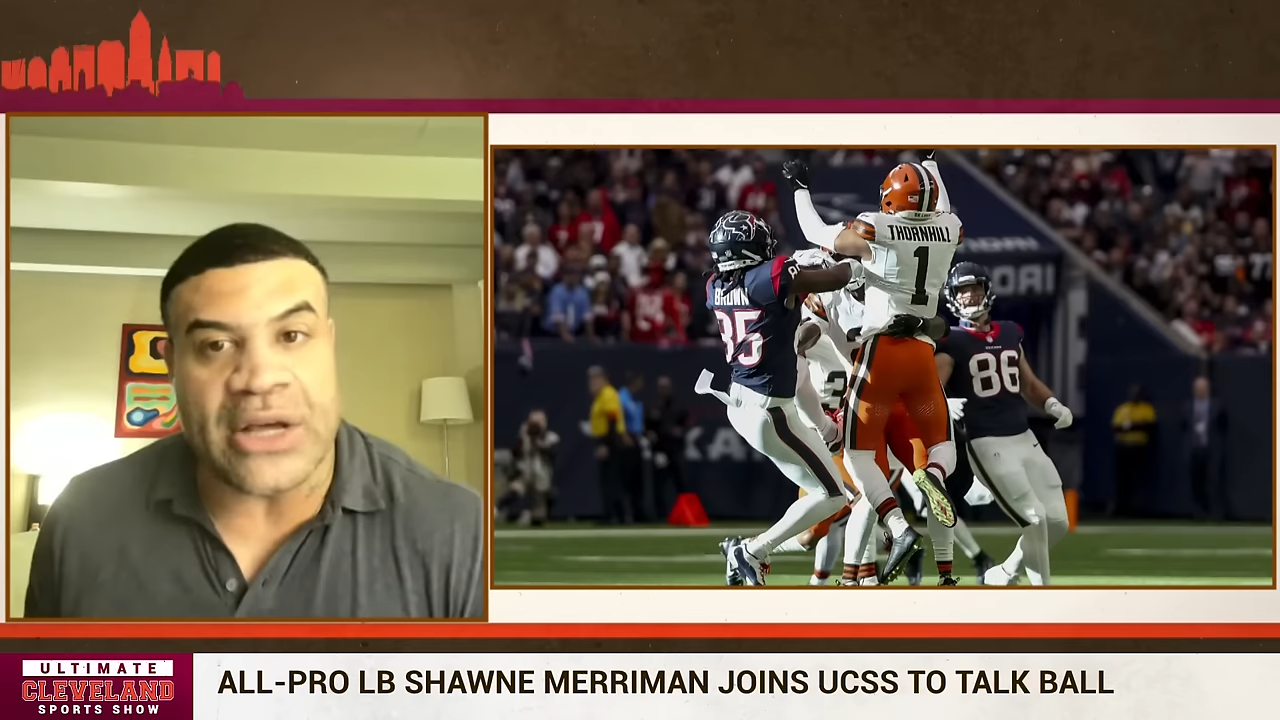 THORNHILL
1
BROWN
85
86
ULTIMATE
CLEVELAND
SPORTS SHOW
ALL-PRO LB SHAWNE MERRIMAN JOINS UCSS TO TALK BALL